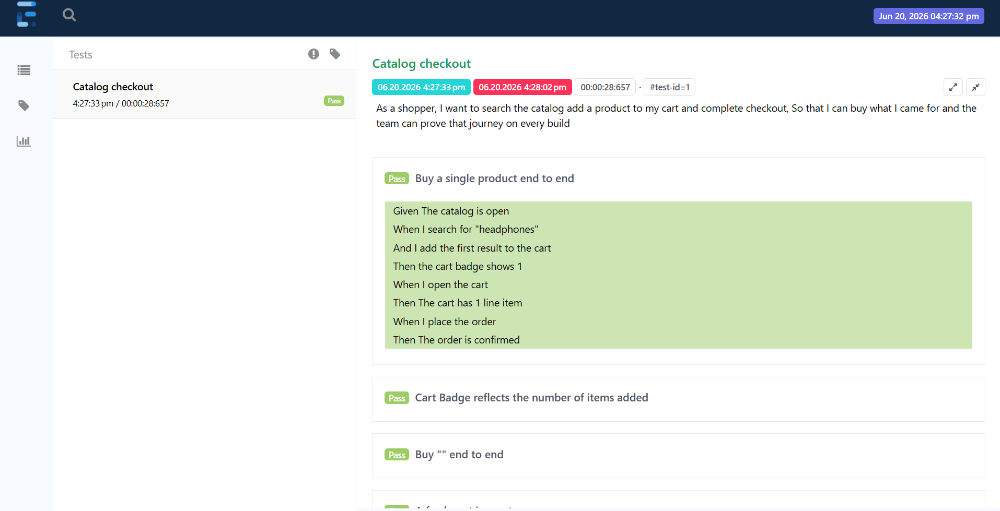 Jun 20, 2026 04:27:32 pm
Tests
Catalog checkout
4:27:33 pm / 00:00:28:657
Pass
Catalog checkout
06.20.2026 4:27:33 pm 06.20.2026 4:28:02 pm 00:00:28:657 · #test-id=1
As a shopper, I want to search the catalog add a product to my cart and complete checkout, So that I can buy what I came for and the
team can prove that journey on every build
Pass Buy a single product end to end
Given The catalog is open
When I search for "headphones"
And I add the first result to the cart
Then the cart badge shows 1
When I open the cart
Then The cart has 1 line item
When I place the order
Then The order is confirmed
Pass Cart Badge reflects the number of items added
Pass Buy "" end to end